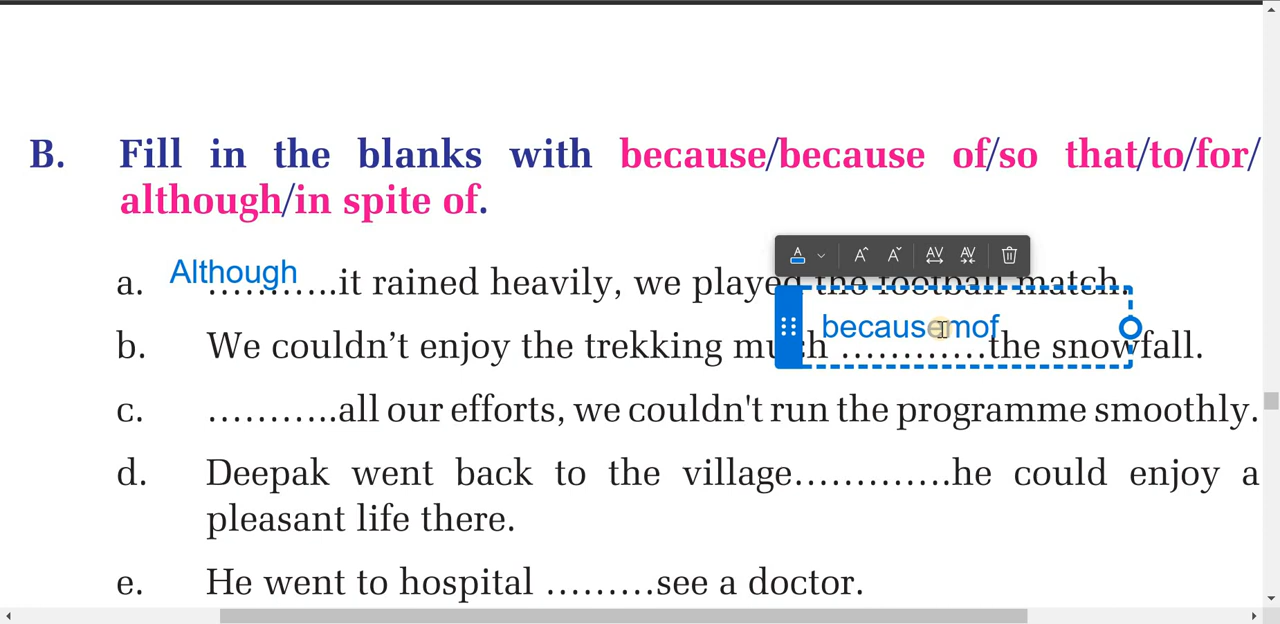 B. Fill in the blanks with because/because of/so that/to/for/
although/in spite of.
a. Although ...........it rained heavily, we played the football match.
b. We couldn’t enjoy the trekking much becausemof ............the snowfall.
c. ...........all our efforts, we couldn't run the programme smoothly.
d. Deepak went back to the village.............he could enjoy a
pleasant life there.
e. He went to hospital .........see a doctor.